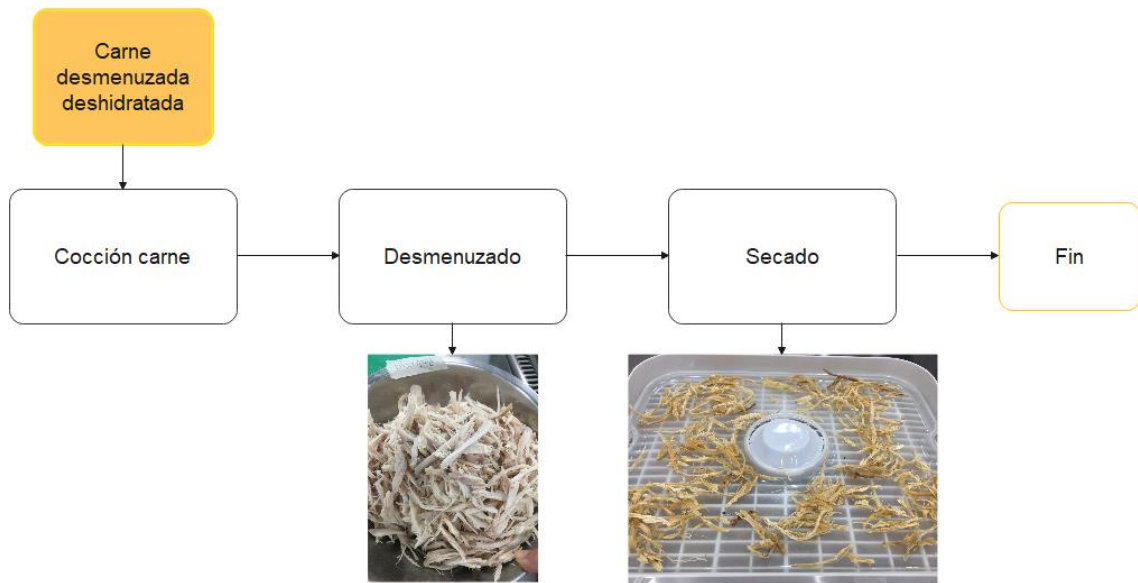 Carne
desmenuzada
deshidratada
Cocción carne
Desmenuzado
Secado
Fin